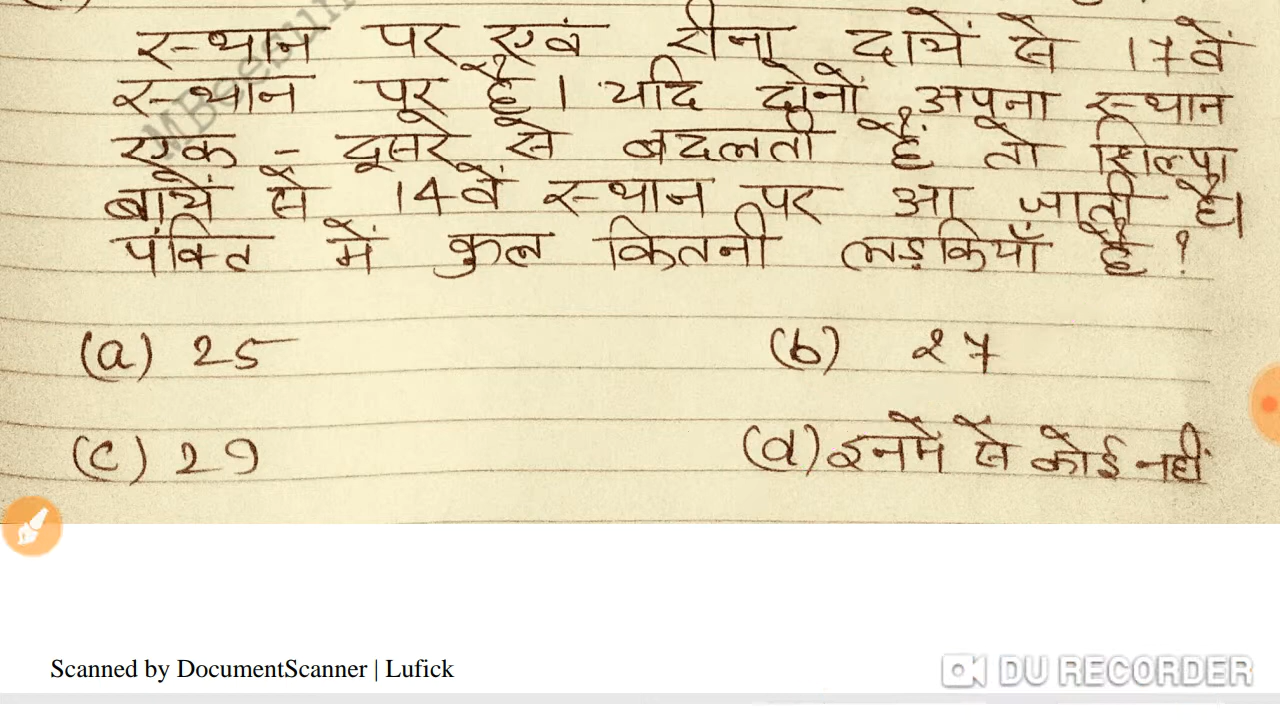 स्थान पर एवं रीना दायें से 17वें
स्थान पर है। यदि दोनों अपना स्थान
एक - दूसरे से बदलती हैं तो शिल्पा
बायें से 14वें स्थान पर आ जाती है।
पंक्ति में कुल कितनी लड़कियाँ है ?
(a) 25 (b) 27
(c) 29 (d) इनमें से कोई नहीं
Scanned by DocumentScanner | Lufick
DU RECORDER